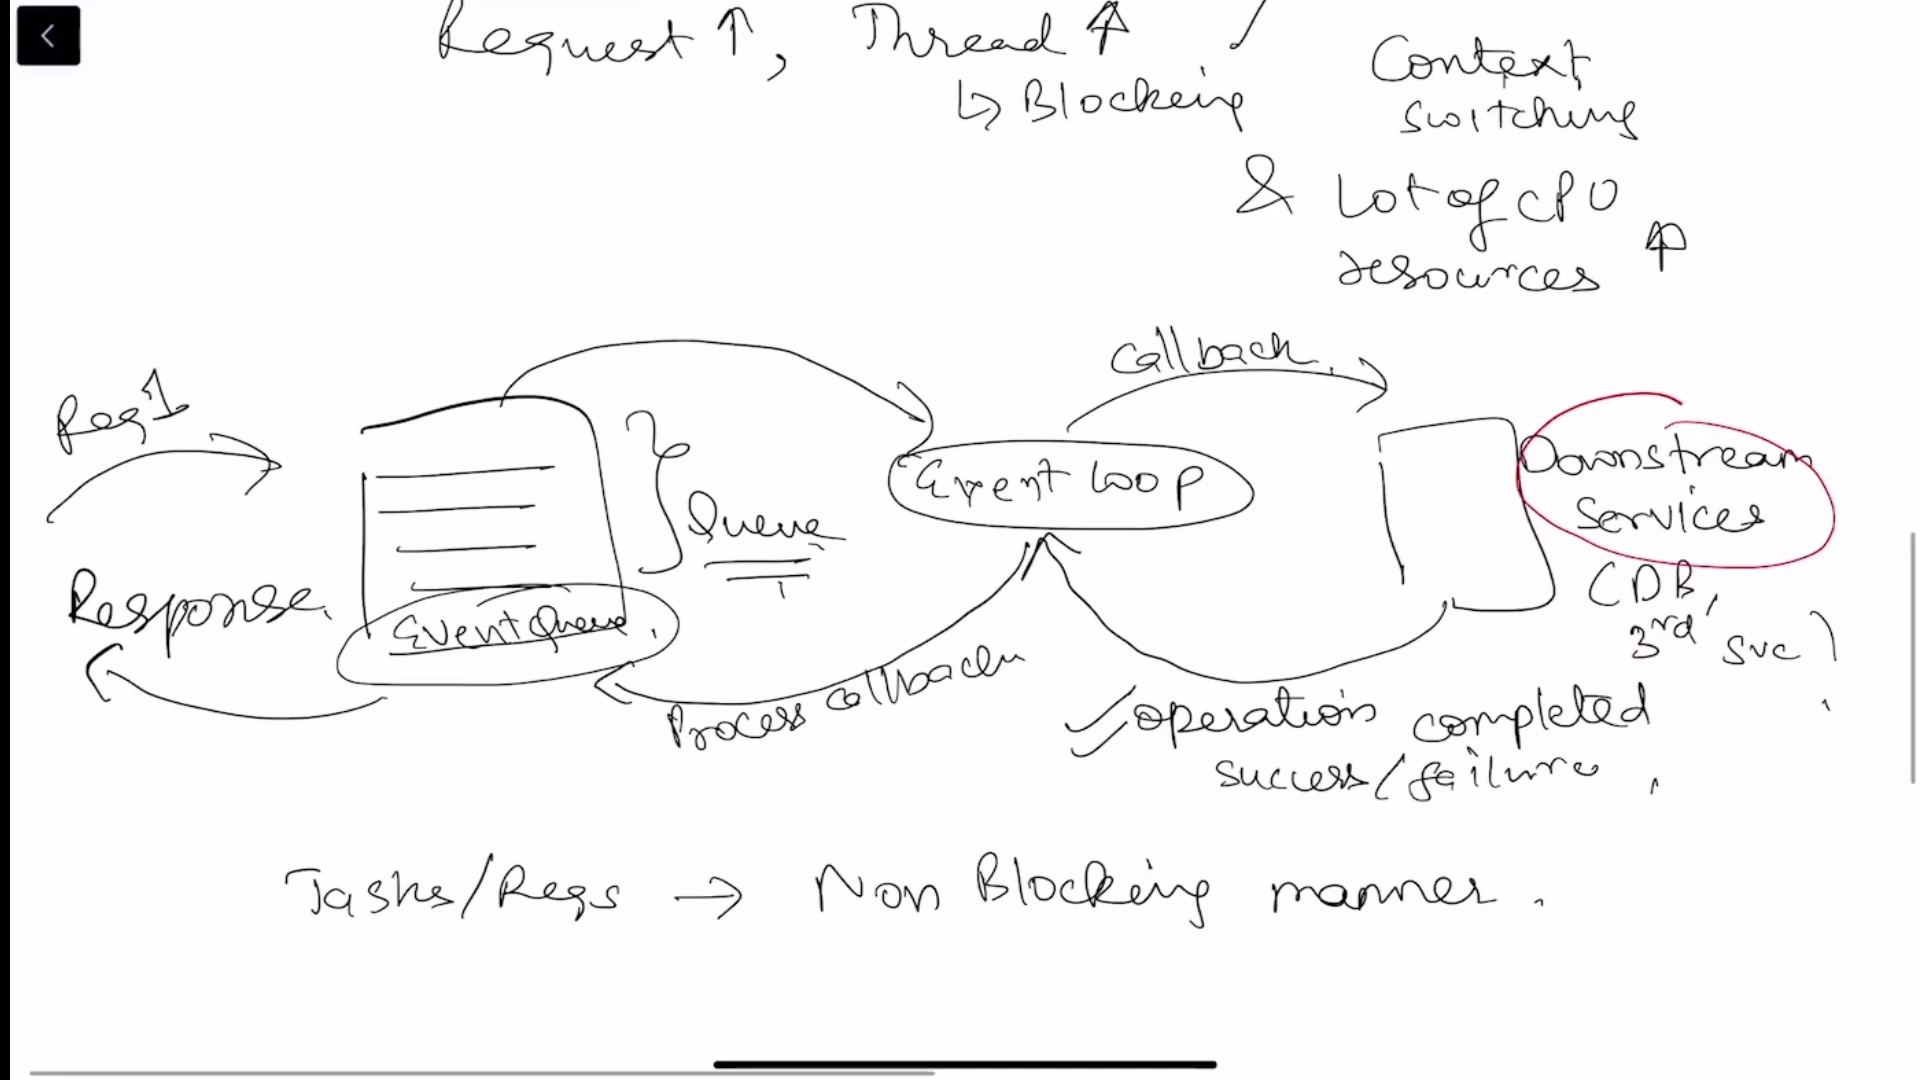 Request ↑, Thread ↑
↳ Blocking
Context
switching
& Lot of CPU
resources ↑
Callback.
Req 1
Event Loop
Downstream
Services
Queue
(DB,
3rd, svc)
Response.
Event Queue.
Process callback
operation completed
success/failure.
Tasks/Reqs → Non Blocking manner.